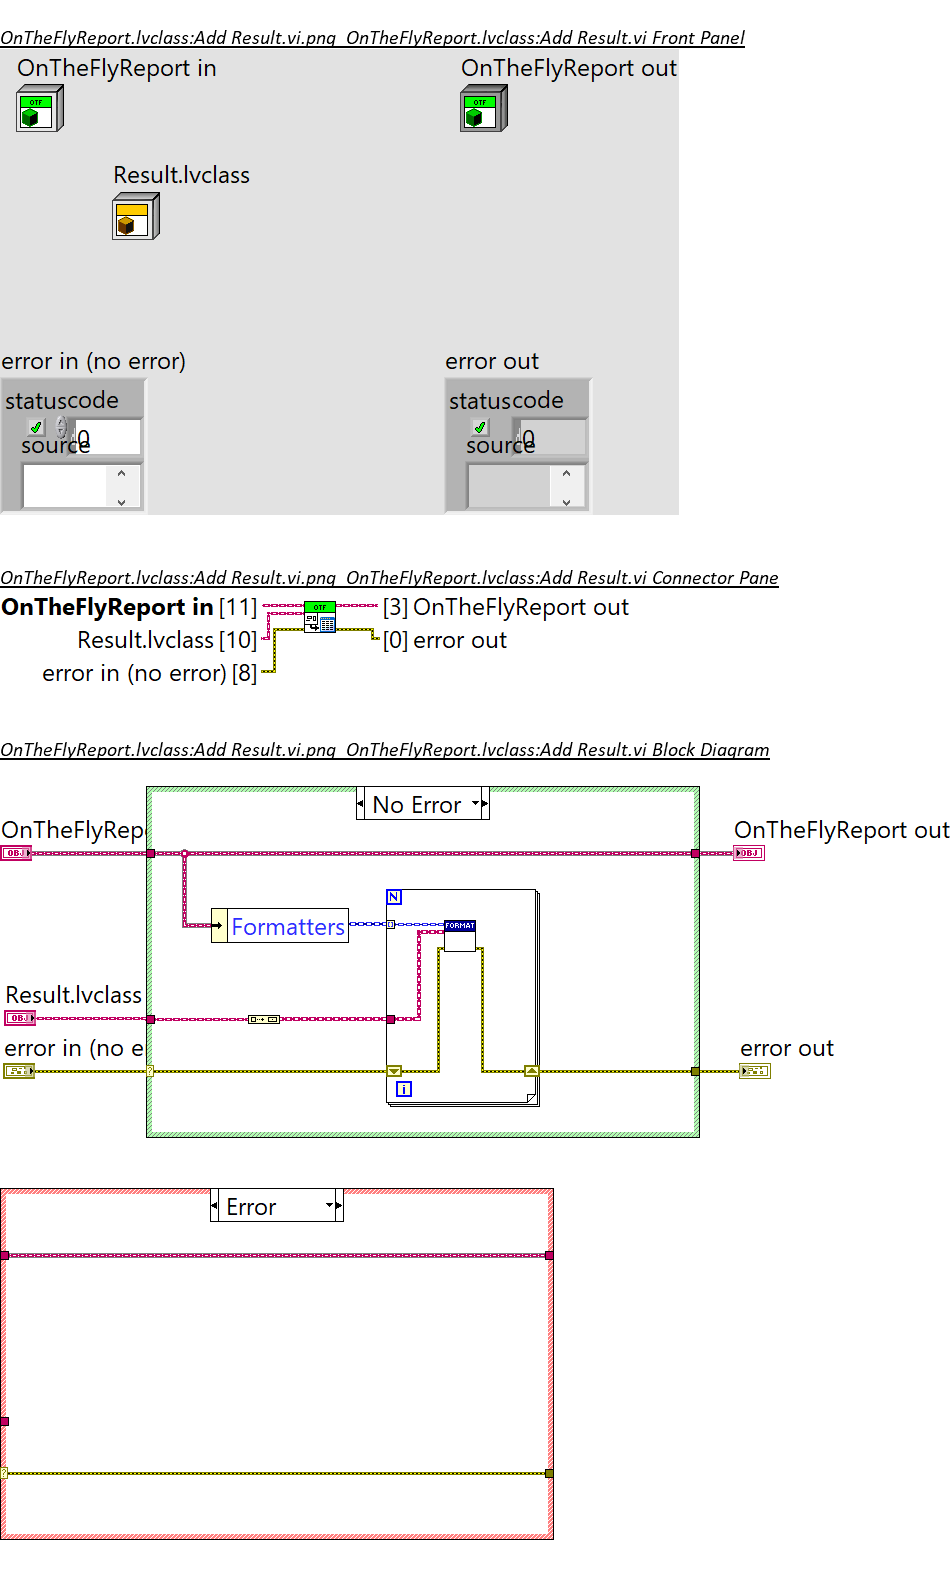 OnTheFlyReport.lvclass:Add Result.vi.png OnTheFlyReport.lvclass:Add Result.vi Front Panel
OnTheFlyReport in
OnTheFlyReport out
OTF
OTF
Result.lvclass
error in (no error)
error out
status code
0
source
status code
0
source
OnTheFlyReport.lvclass:Add Result.vi.png OnTheFlyReport.lvclass:Add Result.vi Connector Pane
OnTheFlyReport in [11]
OTF
[3] OnTheFlyReport out
Result.lvclass [10]
[0] error out
error in (no error) [8]
OnTheFlyReport.lvclass:Add Result.vi.png OnTheFlyReport.lvclass:Add Result.vi Block Diagram
No Error
OnTheFlyRep
OBJ
OnTheFlyReport out
OBJ
N
Formatters
FORMAT
Result.lvclass
OBJ
error in (no e
error out
?
i
Error
?